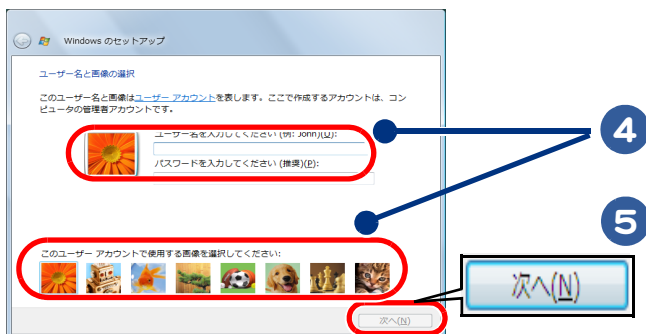 Windows のセットアップ
ユーザー名と画像の選択
このユーザー名と画像はユーザー アカウントを表します。ここで作成するアカウントは、コン
ピュータの管理者アカウントです。
ユーザー名を入力してください (例: John)(U):
パスワードを入力してください (推奨)(P):
4
5
このユーザー アカウントで使用する画像を選択してください:
次へ(N)
次へ(N)